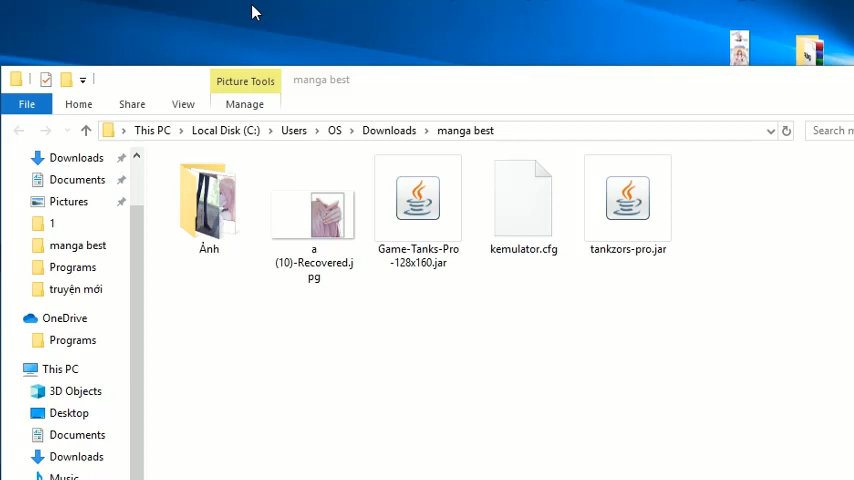 Picture Tools
manga best
File
Home
Share
View
Manage
This PC
Local Disk (C:)
Users
OS
Downloads
manga best
Search m
Downloads
Documents
Pictures
1
manga best
Programs
truyện mới
OneDrive
Programs
This PC
3D Objects
Desktop
Documents
Downloads
Music
Ảnh
a
(10)-Recovered.j
pg
Game-Tanks-Pro
-128x160.jar
kemulator.cfg
tankzors-pro.jar